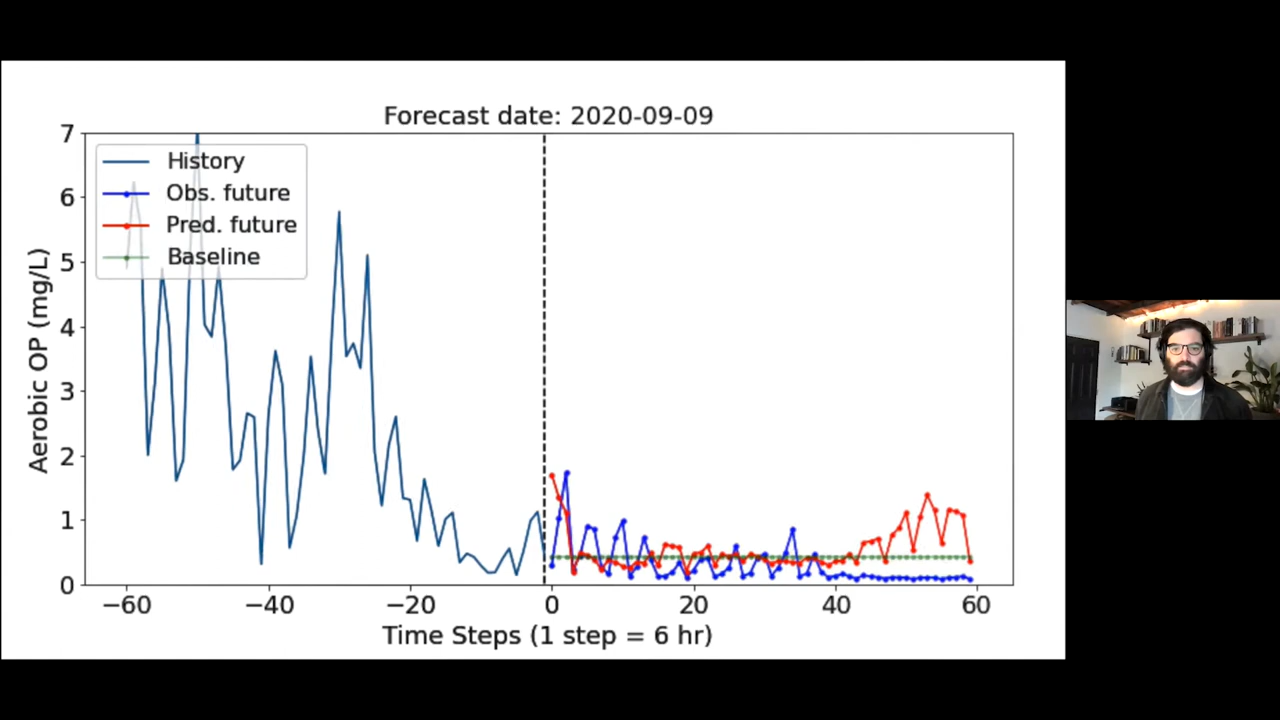 Forecast date: 2020-09-09
7
6
5
4
3
2
1
0
Aerobic OP (mg/L)
History
Obs. future
Pred. future
Baseline
−60 −40 −20 0 20 40 60
Time Steps (1 step = 6 hr)